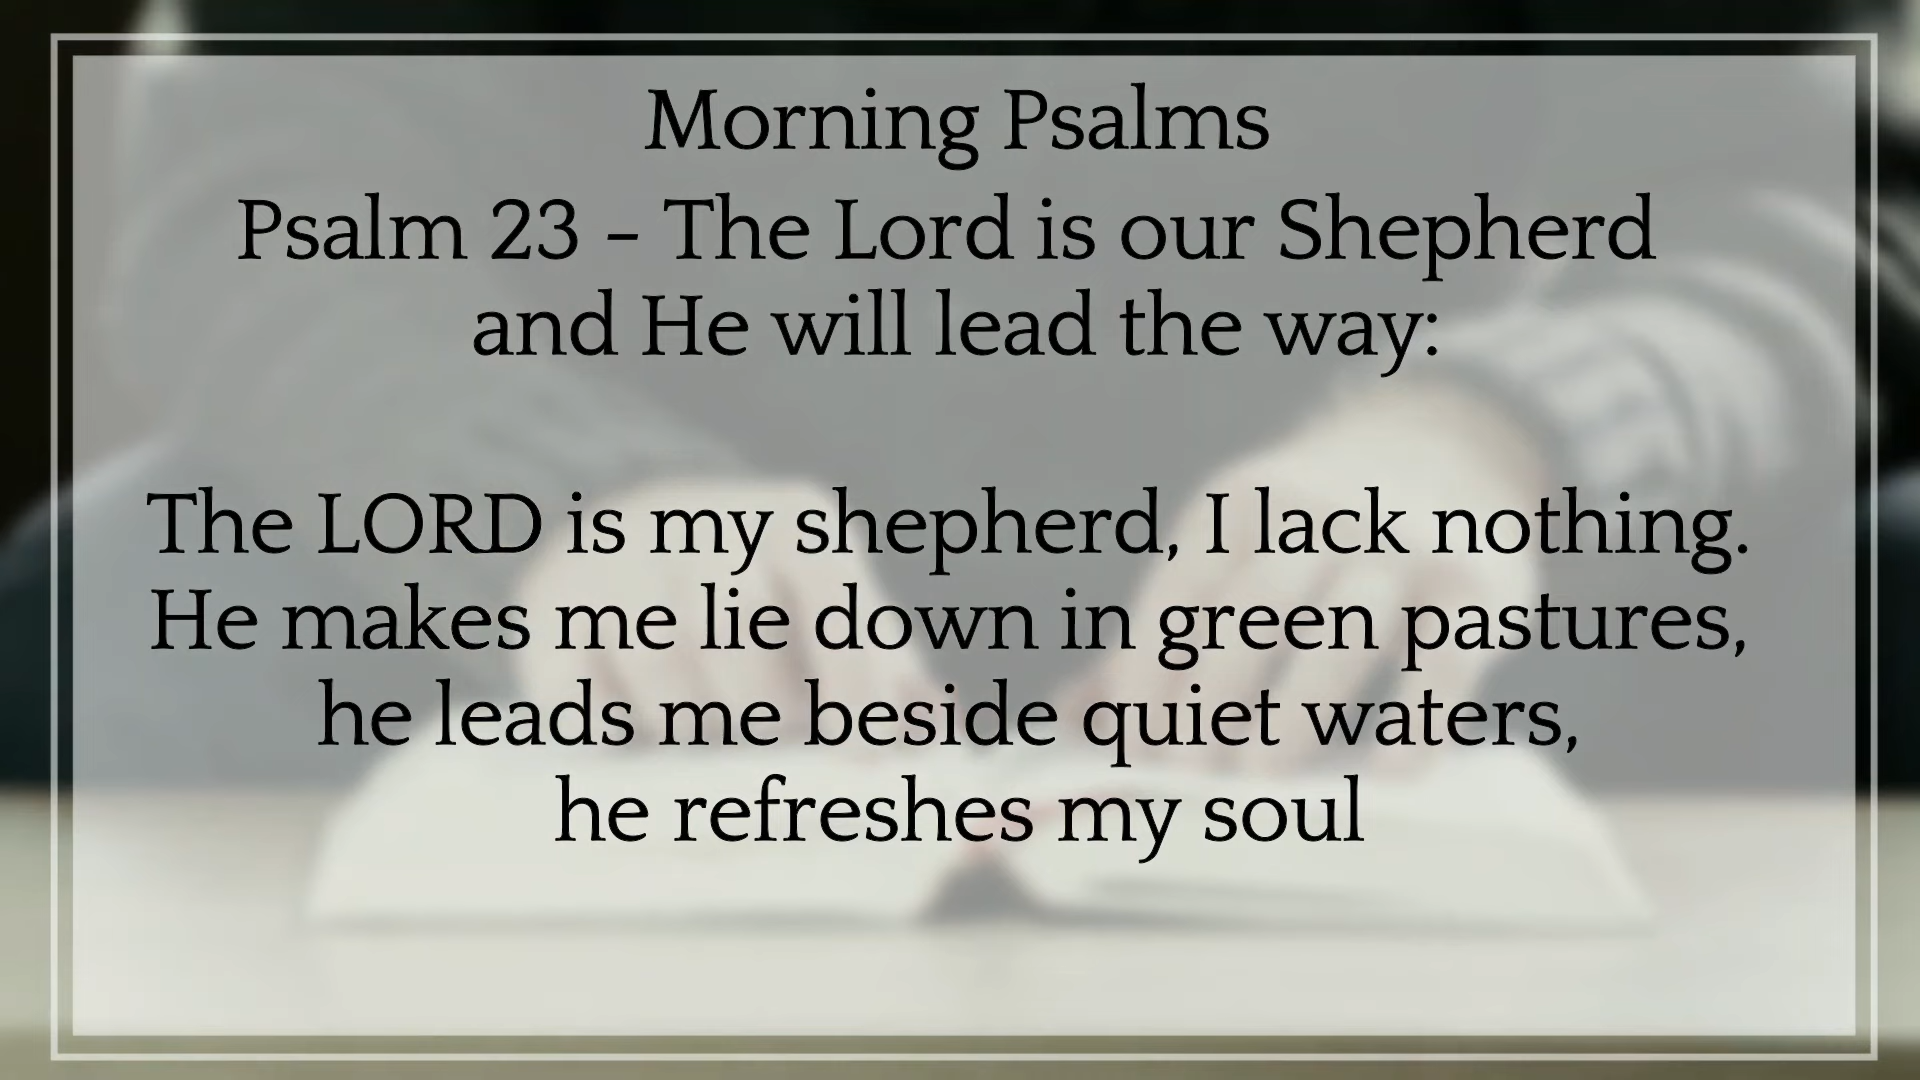 Morning Psalms
Psalm 23 – The Lord is our Shepherd
and He will lead the way:
The LORD is my shepherd, I lack nothing.
He makes me lie down in green pastures,
he leads me beside quiet waters,
he refreshes my soul